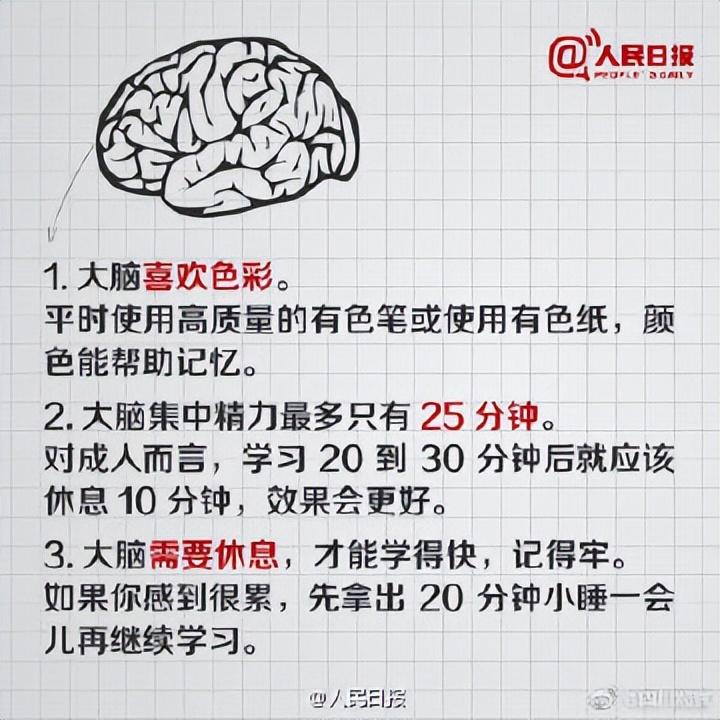 @人民日报
PEOPLE'S DAILY
1. 大脑喜欢色彩。
平时使用高质量的有色笔或使用有色纸，颜
色能帮助记忆。
2. 大脑集中精力最多只有 25 分钟。
对成人而言，学习 20 到 30 分钟后就应该
休息 10 分钟，效果会更好。
3. 大脑需要休息，才能学得快，记得牢。
如果你感到很累，先拿出 20 分钟小睡一会
儿再继续学习。
@人民日报